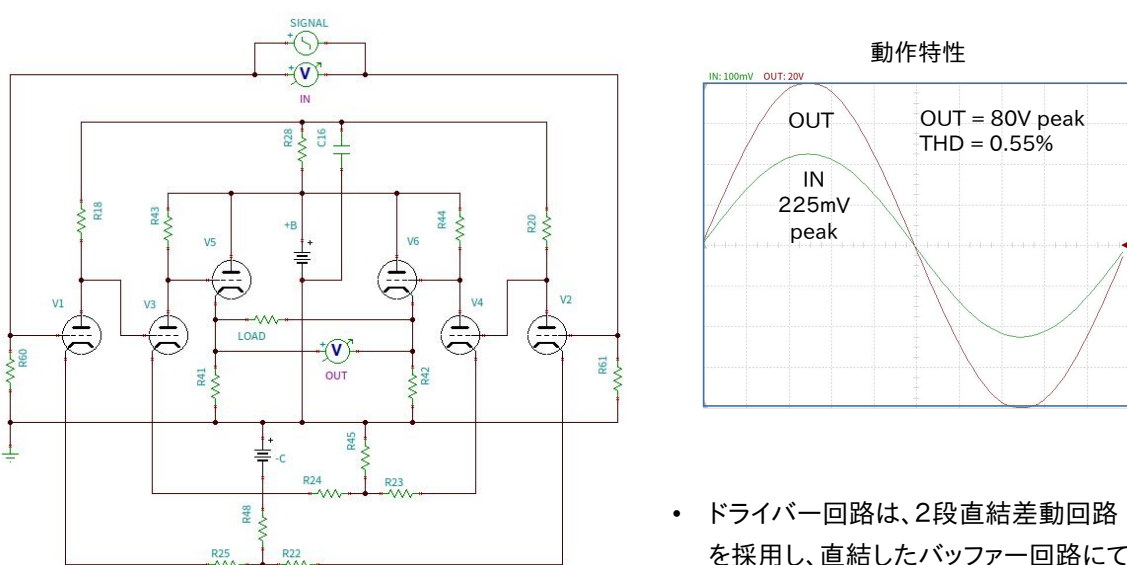 SIGNAL
V
IN
R28
C16
R18
R43
V5
+B
V6
R44
R20
V1
V3
V4
V2
LOAD
R60
R41
V
OUT
R42
R61
R45
-C
R24
R23
R48
R25
R22
動作特性
IN: 100mV OUT: 20V
OUT
OUT = 80V peak
THD = 0.55%
IN
225mV
peak
• ドライバー回路は、2段直結差動回路
を採用し、直結したバッファー回路にて